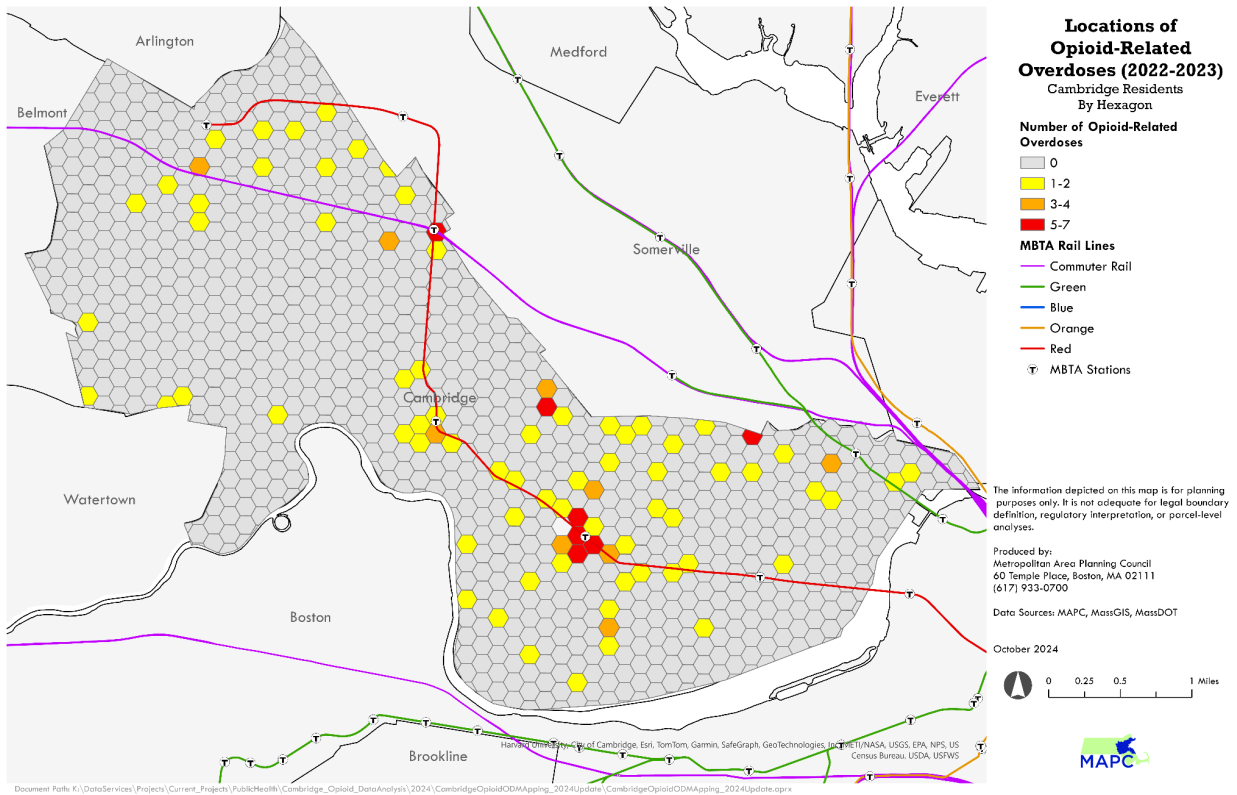 Arlington
Medford
Belmont
Everett
Somerville
Cambridge
Watertown
Boston
Brookline
Locations of
Opioid-Related
Overdoses (2022-2023)
Cambridge Residents
By Hexagon
Number of Opioid-Related
Overdoses
0
1-2
3-4
5-7
MBTA Rail Lines
Commuter Rail
Green
Blue
Orange
Red
T MBTA Stations
The information depicted on this map is for planning
purposes only. It is not adequate for legal boundary
definition, regulatory interpretation, or parcel-level
analyses.
Produced by:
Metropolitan Area Planning Council
60 Temple Place, Boston, MA 02111
(617) 933-0700
Data Sources: MAPC, MassGIS, MassDOT
October 2024
0 0.25 0.5 1 Miles
MAPC
Harvard University, City of Cambridge, Esri, TomTom, Garmin, SafeGraph, GeoTechnologies, Inc, METI/NASA, USGS, EPA, NPS, US
Census Bureau, USDA, USFWS
Document Path: K:\DataServices\Projects\Current_Projects\PublicHealth\Cambridge_Opioid_DataAnalysis\2024\CambridgeOpioidODMApping_2024Update\CambridgeOpioidODMApping_2024Update.aprx